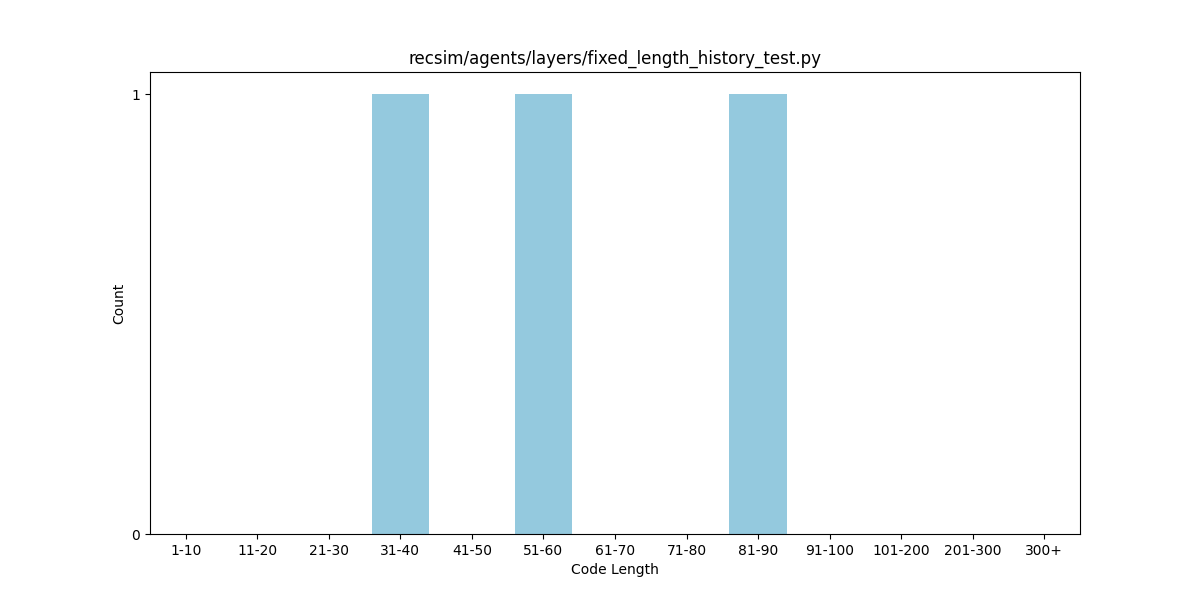 recsim/agents/layers/fixed_length_history_test.py
1
Count
0
1-10 11-20 21-30 31-40 41-50 51-60 61-70 71-80 81-90 91-100 101-200 201-300 300+
Code Length